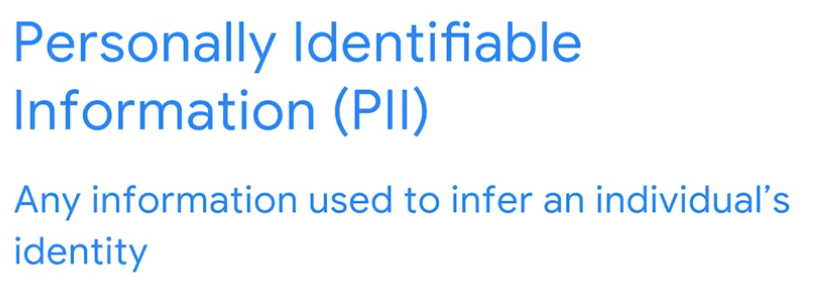 Personally Identifiable
Information (PII)
Any information used to infer an individual’s
identity